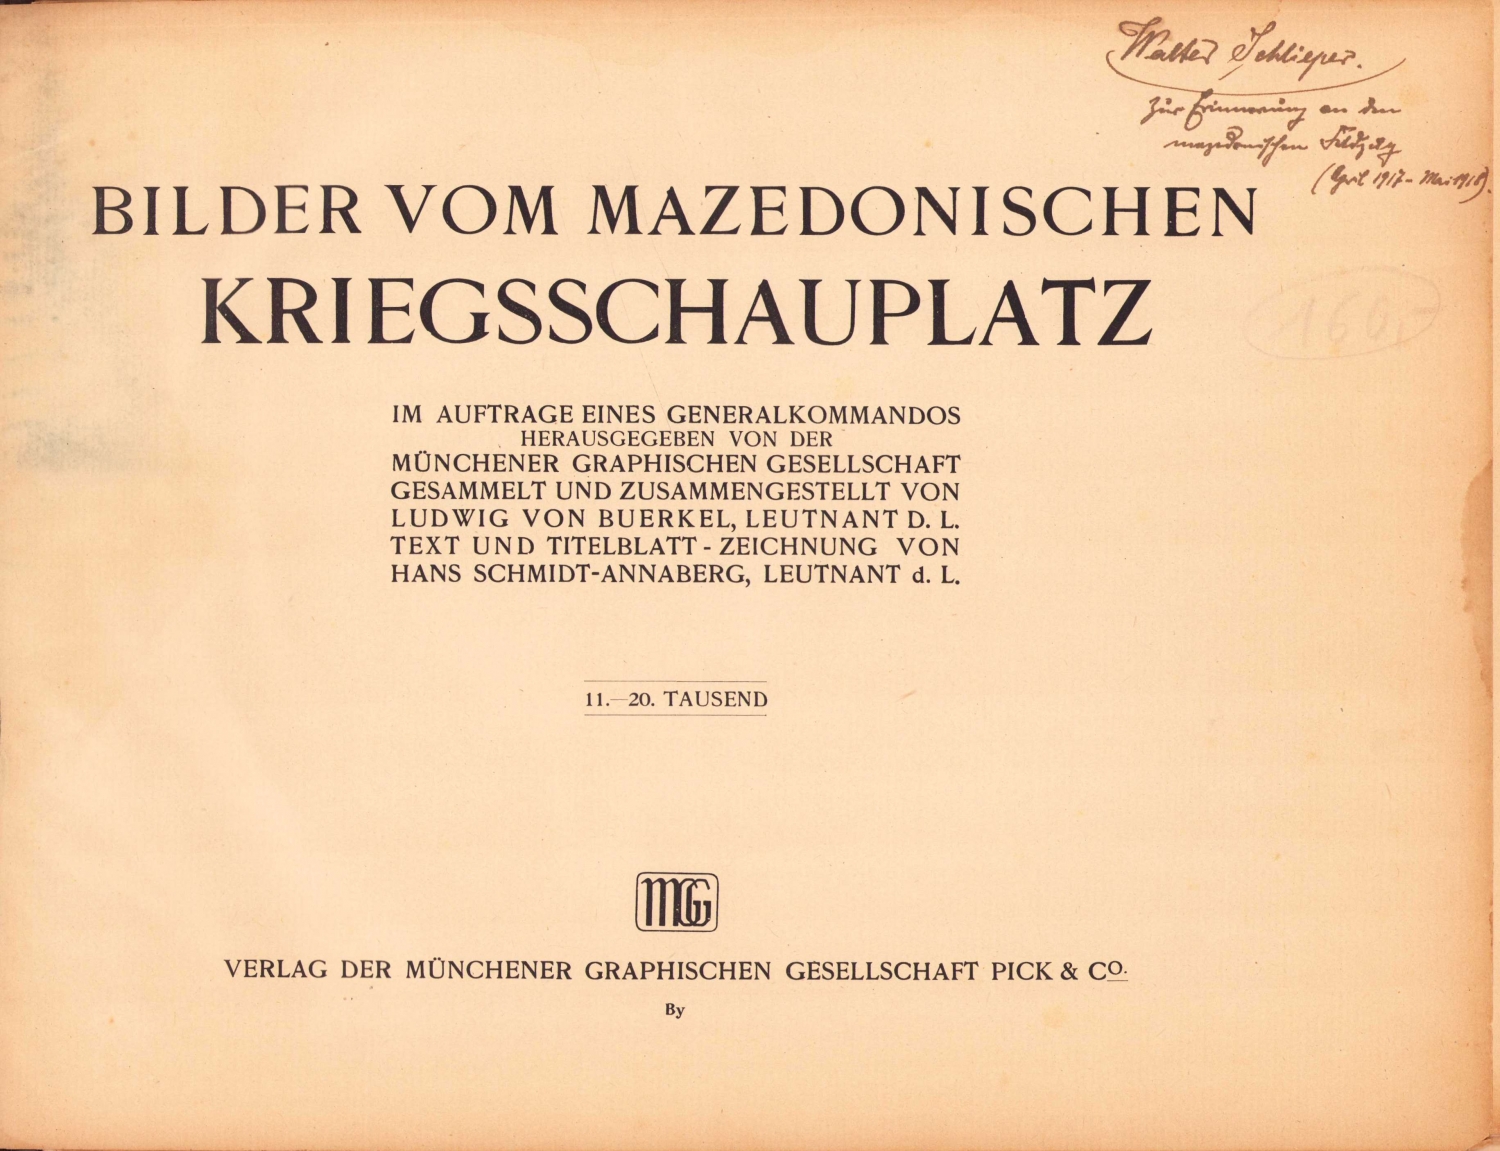 Walter Schlieper.
Zur Erinnerung an den
mazedonischen Feldzug
(April 1917 - Mai 1918).
BILDER VOM MAZEDONISCHEN
KRIEGSSCHAUPLATZ
160,-
IM AUFTRAGE EINES GENERALKOMMANDOS
HERAUSGEGEBEN VON DER
MÜNCHENER GRAPHISCHEN GESELLSCHAFT
GESAMMELT UND ZUSAMMENGESTELLT VON
LUDWIG VON BUERKEL, LEUTNANT D. L.
TEXT UND TITELBLATT - ZEICHNUNG VON
HANS SCHMIDT-ANNABERG, LEUTNANT d. L.
11.—20. TAUSEND
MGG
VERLAG DER MÜNCHENER GRAPHISCHEN GESELLSCHAFT PICK & CO.
By